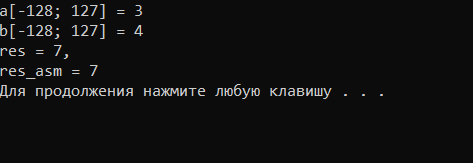 a[-128; 127] = 3
b[-128; 127] = 4
res = 7,
res_asm = 7
Для продолжения нажмите любую клавишу . . .